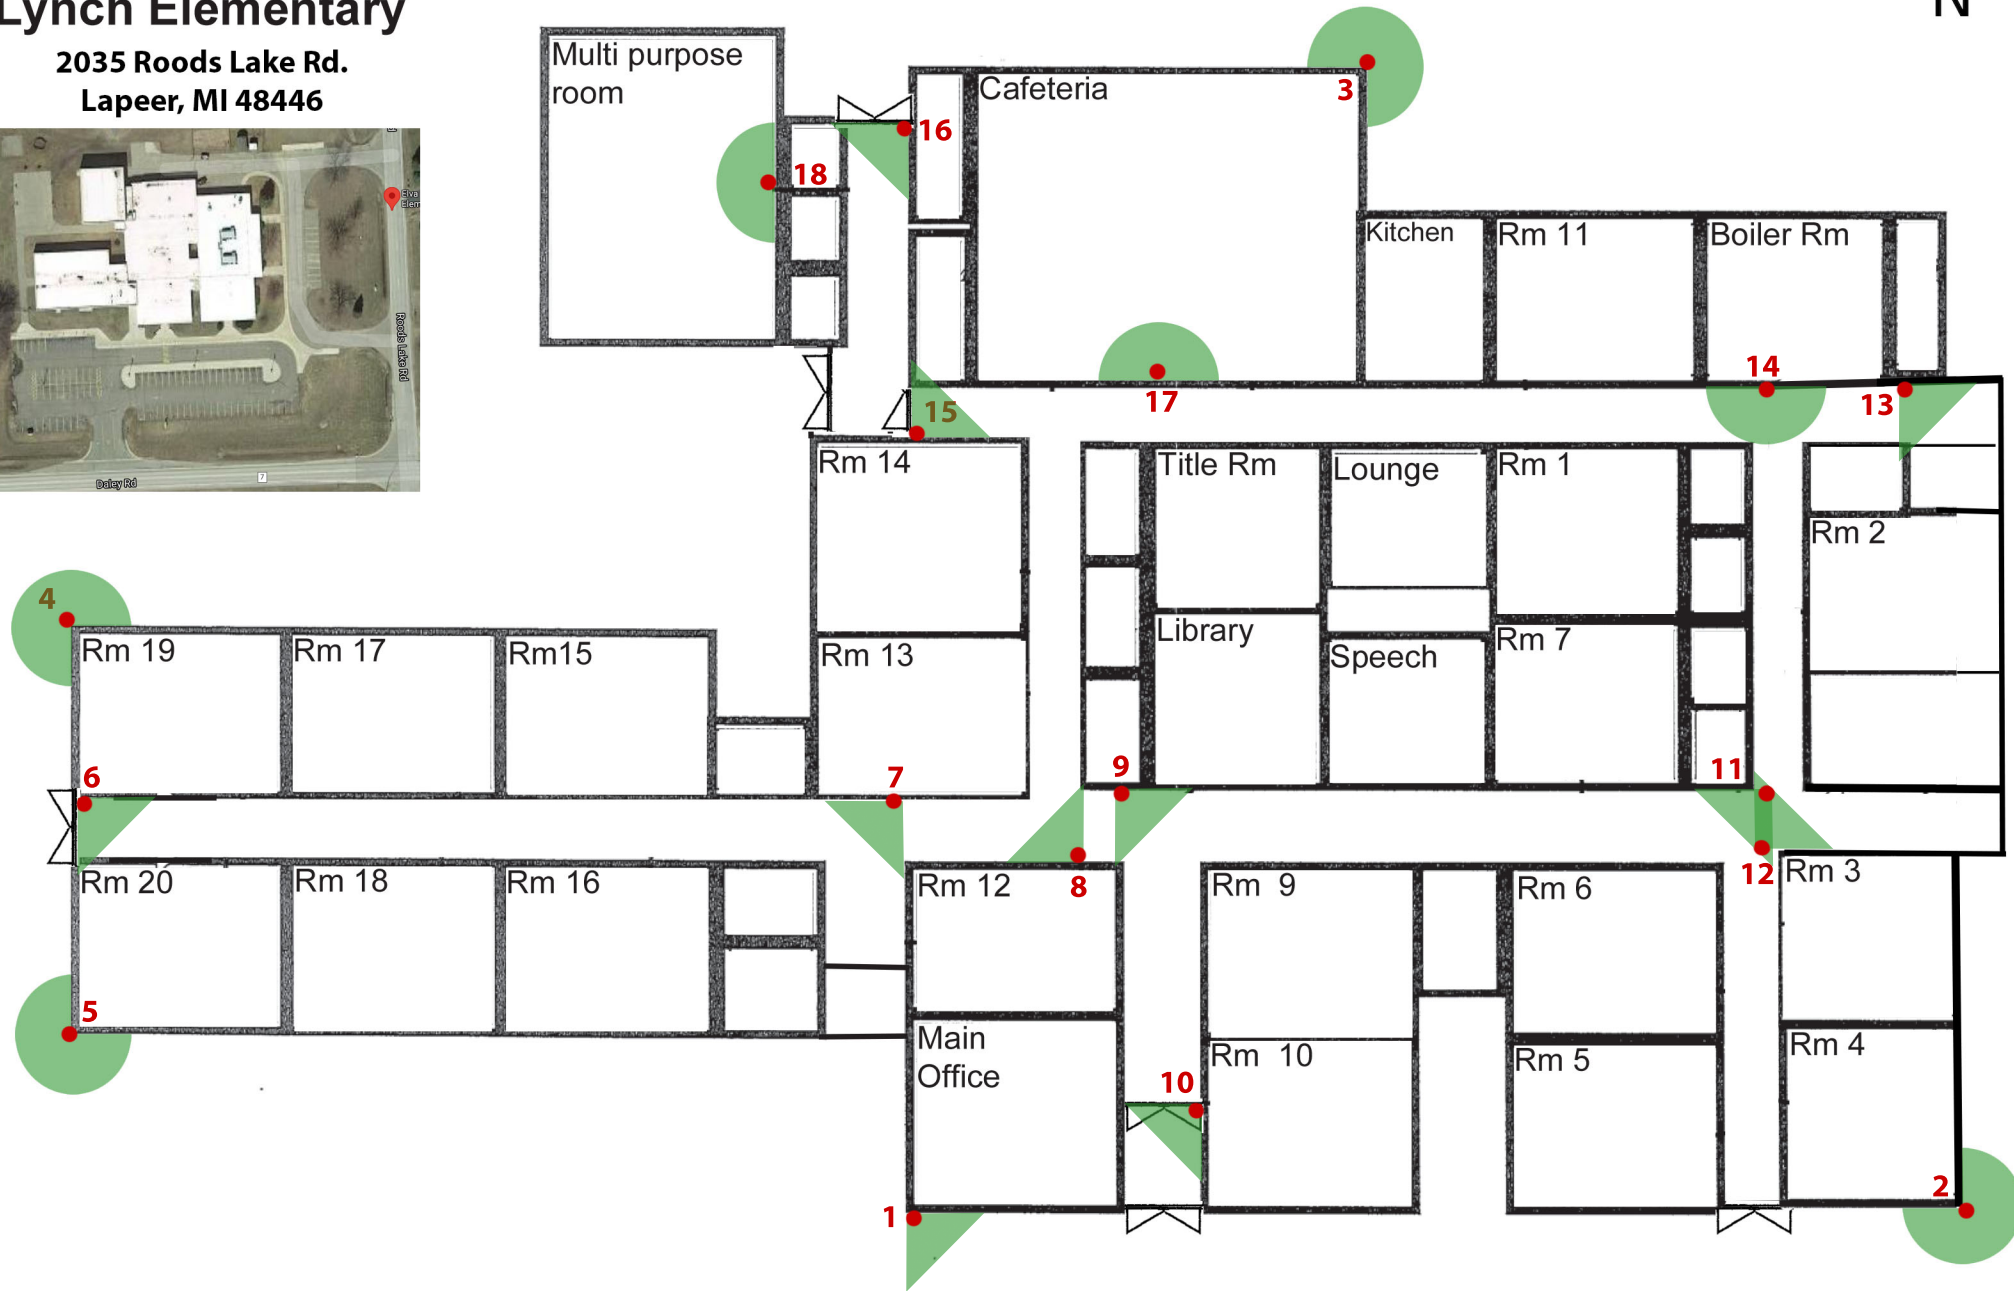 Lynch Elementary
N
2035 Roods Lake Rd.
Lapeer, MI 48446
Roods Lake Rd
Daley Rd
7
Multi purpose
room
Cafeteria
3
16
18
Kitchen
Rm 11
Boiler Rm
14
17
13
15
Rm 14
Title Rm
Lounge
Rm 1
Rm 2
4
Rm 19
Rm 17
Rm15
Rm 13
Library
Speech
Rm 7
6
7
9
11
12
8
Rm 20
Rm 18
Rm 16
Rm 12
Rm 9
Rm 6
Rm 3
5
Main
Office
Rm 10
Rm 5
Rm 4
10
1
2